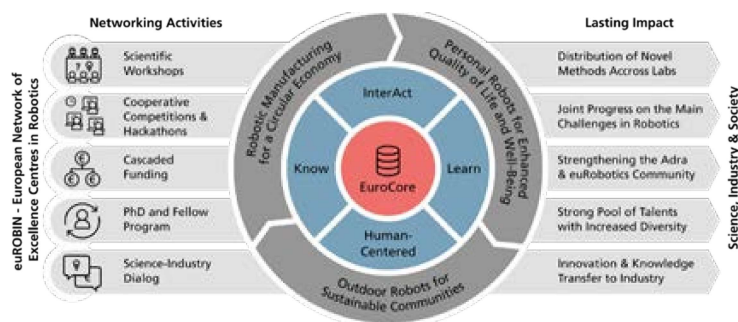 Networking Activities
euROBIN - European Network of
Excellence Centres in Robotics
Scientific
Workshops
Cooperative
Competitions &
Hackathons
Cascaded
Funding
PhD and Fellow
Program
Science-Industry
Dialog
Robotic Manufacturing
for a Circular Economy
Personal Robots for Enhanced
Quality of Life and Well-Being
Outdoor Robots for
Sustainable Communities
InterAct
Know
EuroCore
Learn
Human-
Centered
Lasting Impact
Distribution of Novel
Methods Accross Labs
Joint Progress on the Main
Challenges in Robotics
Strengthening the Adra
& euRobotics Community
Strong Pool of Talents
with Increased Diversity
Innovation & Knowledge
Transfer to Industry
Science, Industry & Society